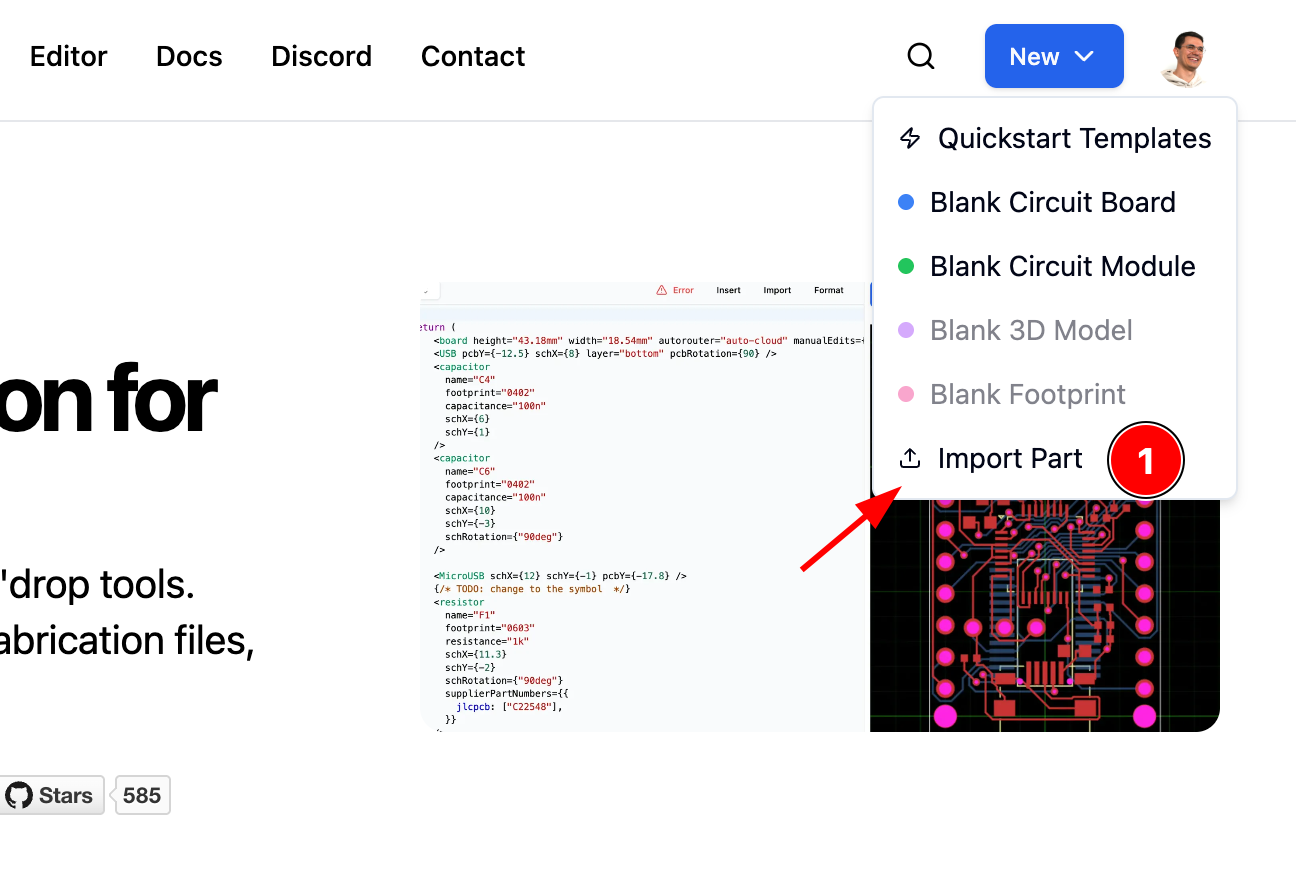 Editor Docs Discord Contact
New
Quickstart Templates
Blank Circuit Board
Blank Circuit Module
Blank 3D Model
Blank Footprint
Import Part
1
on for
'drop tools.
abrication files,
Stars 585
Error Insert Import Format
eturn (
<board height="43.18mm" width="18.54mm" autorouter="auto-cloud" manualEdits={
<USB pcbY={-12.5} schX={8} layer="bottom" pcbRotation={90} />
<capacitor
name="C4"
footprint="0402"
capacitance="100n"
schX={6}
schY={1}
/>
<capacitor
name="C6"
footprint="0402"
capacitance="100n"
schX={10}
schY={-3}
schRotation={"90deg"}
/>
<MicroUSB schX={12} schY={-1} pcbY={-17.8} />
{/* TODO: change to the symbol  */}
<resistor
name="F1"
footprint="0603"
resistance="1k"
schX={11.3}
schY={-2}
schRotation={"90deg"}
supplierPartNumbers={{
jlcpcb: ["C22548"],
}}